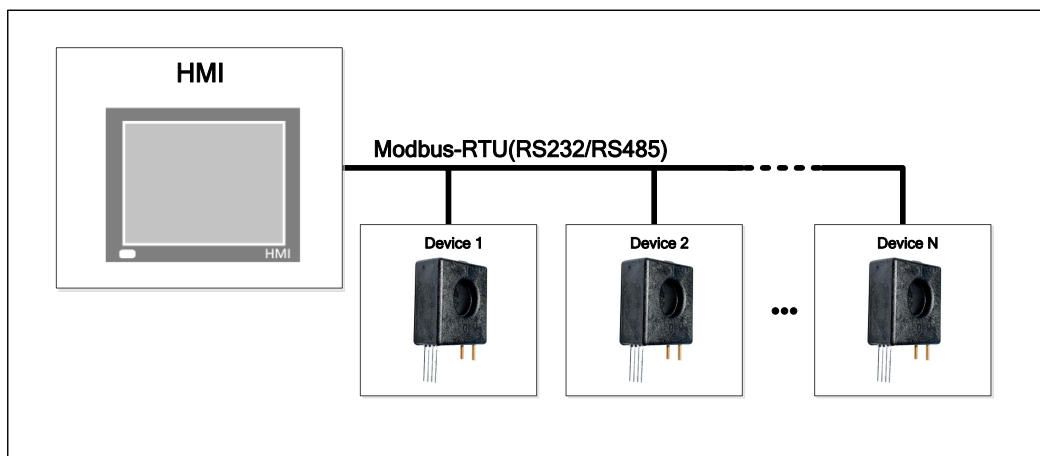 HMI
HMI
Modbus-RTU(RS232/RS485)
Device 1
Device 2
Device N